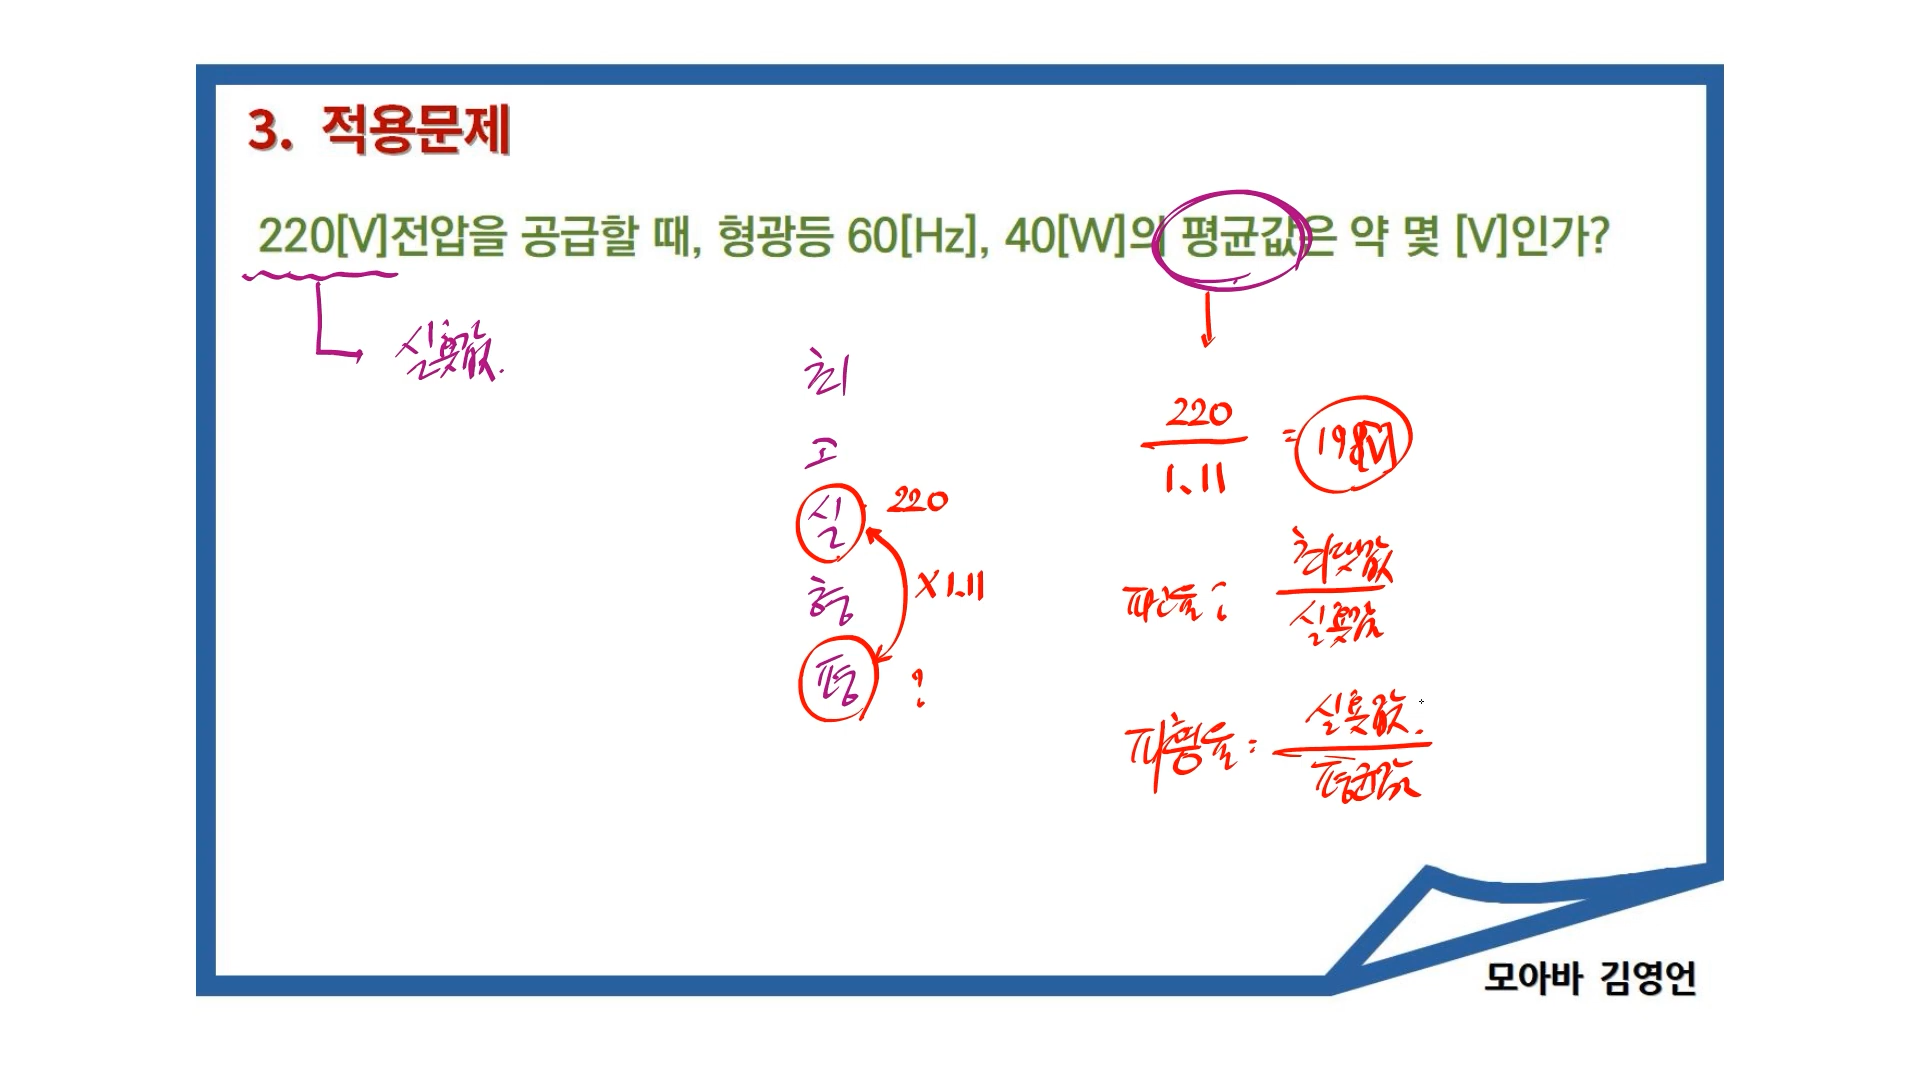 3. 적용문제
220[V]전압을 공급할 때, 형광등 60[Hz], 40[W]의 평균값은 약 몇 [V]인가?
실횻값.
최
고
실 220
형
평 ?
X 1.11
220
1.11
= 198[V]
파고율 :
최댓값
실횻값
파형율 :
실횻값.
평균값
모아바 김영언